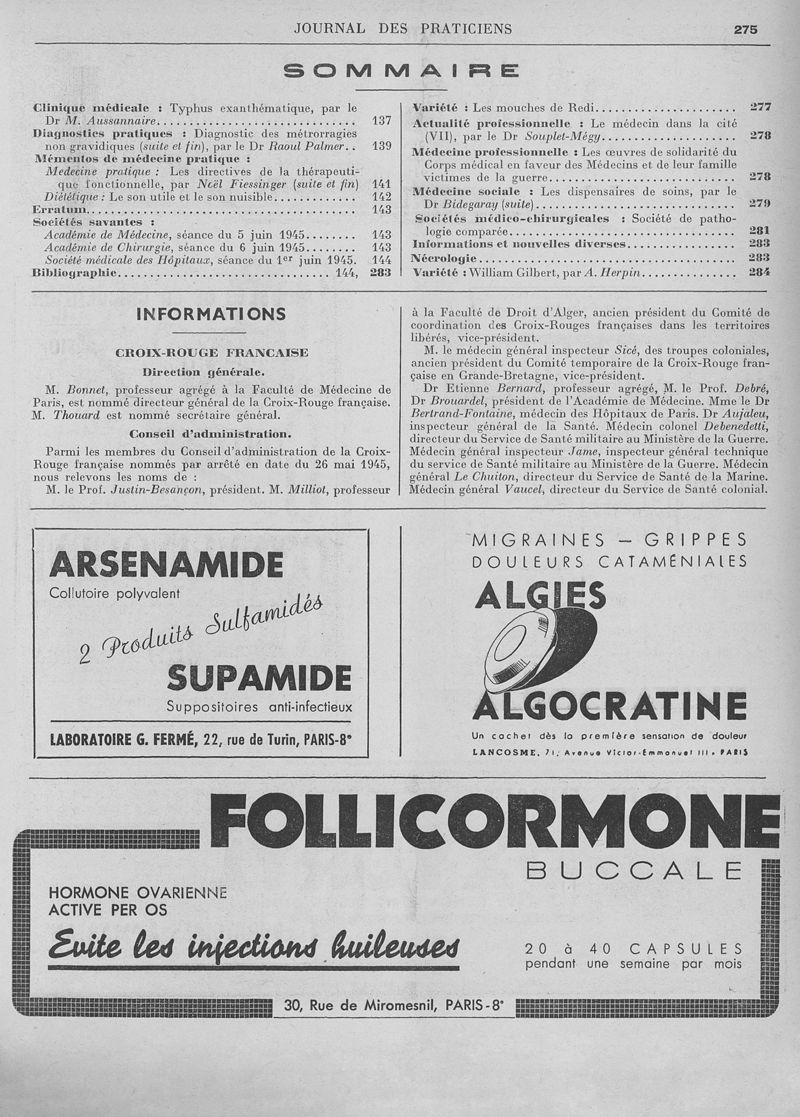 JOURNAL DES PRATICIENS 275
SOMMAIRE
Clinique médicale : Typhus exanthématique, par le
Dr M. Aussannaire.............................. 137
Diagnostics pratiques : Diagnostic des métrorragies
non gravidiques (suite et fin), par le Dr Raoul Palmer.. 139
Mémentos de médecine pratique :
Medecine pratique : Les directives de la thérapeuti-
que fonctionnelle, par Noël Fiessinger (suite et fin) 141
Diététique : Le son utile et le son nuisible............. 142
Erratum............................................. 143
Sociétés savantes :
Académie de Médecine, séance du 5 juin 1945........ 143
Académie de Chirurgie, séance du 6 juin 1945........ 143
Société médicale des Hôpitaux, séance du 1er juin 1945. 144
Bibliographie................................ 144, 283
Variété : Les mouches de Redi...................... 277
Actualité professionnelle : Le médecin dans la cité
(VII), par le Dr Souplet-Mégy..................... 278
Médecine professionnelle : Les œuvres de solidarité du
Corps médical en faveur des Médecins et de leur famille
victimes de la guerre............................. 278
Médecine sociale : Les dispensaires de soins, par le
Dr Bidegaray (suite)............................... 279
Sociétés médico-chirurgicales : Société de patho-
logie comparée................................... 281
Informations et nouvelles diverses................. 283
Nécrologie........................................ 283
Variété : William Gilbert, par A. Herpin............... 284
INFORMATIONS
CROIX-ROUGE FRANCAISE
Direction générale.
M. Bonnet, professeur agrégé à la Faculté de Médecine de
Paris, est nommé directeur général de la Croix-Rouge française.
M. Thouard est nommé secrétaire général.
Conseil d'administration.
Parmi les membres du Conseil d'administration de la Croix-
Rouge française nommés par arrêté en date du 26 mai 1945,
nous relevons les noms de :
M. le Prof. Justin-Besançon, président. M. Milliot, professeur
à la Faculté de Droit d'Alger, ancien président du Comité de
coordination des Croix-Rouges françaises dans les territoires
libérés, vice-président.
M. le médecin général inspecteur Sicé, des troupes coloniales,
ancien président du Comité temporaire de la Croix-Rouge fran-
çaise en Grande-Bretagne, vice-président.
Dr Etienne Bernard, professeur agrégé, M. le Prof. Debré,
Dr Brouardel, président de l'Académie de Médecine. Mme le Dr
Bertrand-Fontaine, médecin des Hôpitaux de Paris. Dr Aujaleu,
inspecteur général de la Santé. Médecin colonel Debenedetti,
directeur du Service de Santé militaire au Ministère de la Guerre.
Médecin général inspecteur Jame, inspecteur général technique
du service de Santé militaire au Ministère de la Guerre. Médecin
général Le Chuiton, directeur du Service de Santé de la Marine.
Médecin général Vaucel, directeur du Service de Santé colonial.
ARSENAMIDE
Collutoire polyvalent
2 Produits Sulfamidés
SUPAMIDE
Suppositoires anti-infectieux
LABORATOIRE G. FERMÉ, 22, rue de Turin, PARIS-8e
MIGRAINES — GRIPPES
DOULEURS CATAMÉNIALES
ALGIES
ALGOCRATINE
Un cachet dès la première sensation de douleur
LANCOSME, 71, Avenue Victor-Emmanuel III, PARIS
FOLLICORMONE
BUCCALE
HORMONE OVARIENNE
ACTIVE PER OS
Evite les injections huileuses
20 à 40 CAPSULES
pendant une semaine par mois
30, Rue de Miromesnil, PARIS-8e